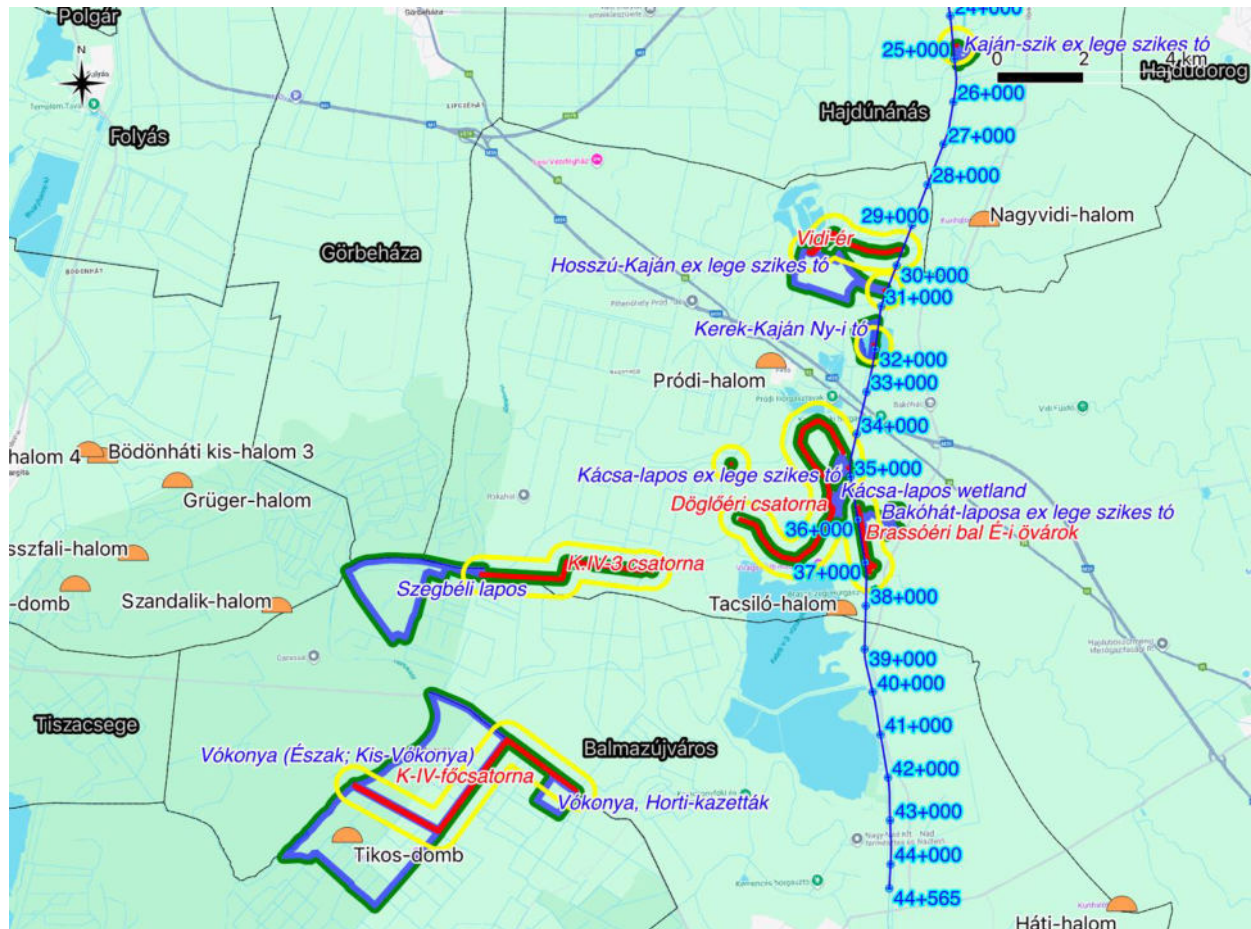 Polgár
24+000
Görbeháza
N
25+000
Kaján-szik ex lege szikes tó
0 2 4 km
Hajdúdorog
Folyás
Hajdúnánás
26+000
27+000
28+000
29+000
Nagyvidi-halom
Vidi-ér
Görbeháza
Hosszú-Kaján ex lege szikes tó
30+000
31+000
Kerek-Kaján Ny-i tó
32+000
Pródi-halom
33+000
34+000
halom 4
Bödönháti kis-halom 3
Grüger-halom
Kácsa-lapos ex lege szikes tó
35+000
Kácsa-lapos wetland
Döglőéri csatorna
Bakóhát-laposa ex lege szikes tó
36+000
Brassóéri bal É-i övárok
sszfali-halom
K.IV-3 csatorna
37+000
-domb
Szandalik-halom
Szegbéli lapos
Tacsiló-halom
38+000
39+000
40+000
Tiszacsege
41+000
Vókonya (Észak; Kis-Vókonya)
Balmazújváros
K-IV-főcsatorna
42+000
Vókonya, Horti-kazetták
43+000
Tikos-domb
44+000
44+565
Háti-halom